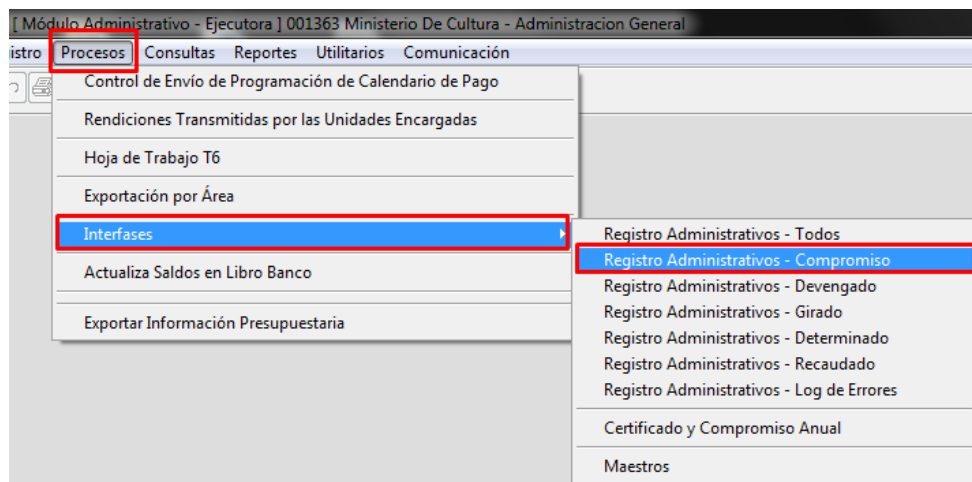 [ Módulo Administrativo - Ejecutora ] 001363 Ministerio De Cultura - Administracion General
istro Procesos Consultas Reportes Utilitarios Comunicación
Control de Envío de Programación de Calendario de Pago
Rendiciones Transmitidas por las Unidades Encargadas
Hoja de Trabajo T6
Exportación por Área
Interfases
Actualiza Saldos en Libro Banco
Exportar Información Presupuestaria
Registro Administrativos - Todos
Registro Administrativos - Compromiso
Registro Administrativos - Devengado
Registro Administrativos - Girado
Registro Administrativos - Determinado
Registro Administrativos - Recaudado
Registro Administrativos - Log de Errores
Certificado y Compromiso Anual
Maestros